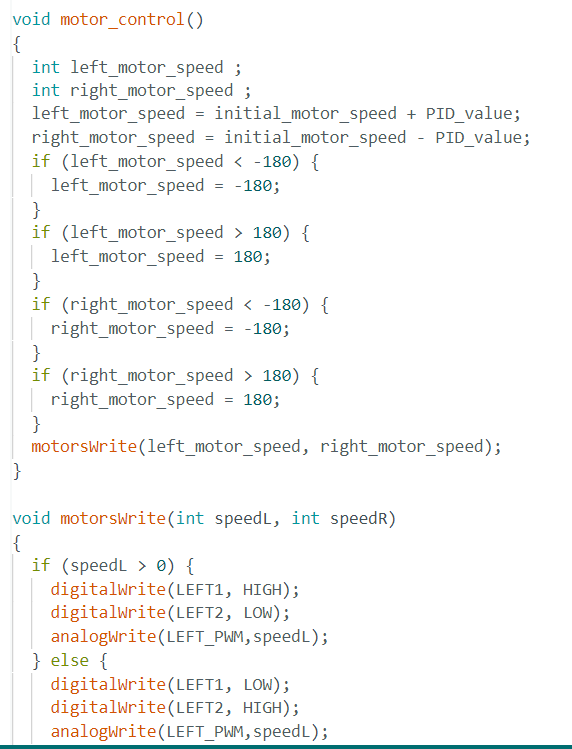 void motor_control()
{
  int left_motor_speed ;
  int right_motor_speed ;
  left_motor_speed = initial_motor_speed + PID_value;
  right_motor_speed = initial_motor_speed - PID_value;
  if (left_motor_speed < -180) {
    left_motor_speed = -180;
  }
  if (left_motor_speed > 180) {
    left_motor_speed = 180;
  }
  if (right_motor_speed < -180) {
    right_motor_speed = -180;
  }
  if (right_motor_speed > 180) {
    right_motor_speed = 180;
  }
  motorsWrite(left_motor_speed, right_motor_speed);
}

void motorsWrite(int speedL, int speedR)
{
  if (speedL > 0) {
    digitalWrite(LEFT1, HIGH);
    digitalWrite(LEFT2, LOW);
    analogWrite(LEFT_PWM,speedL);
  } else {
    digitalWrite(LEFT1, LOW);
    digitalWrite(LEFT2, HIGH);
    analogWrite(LEFT_PWM,speedL);